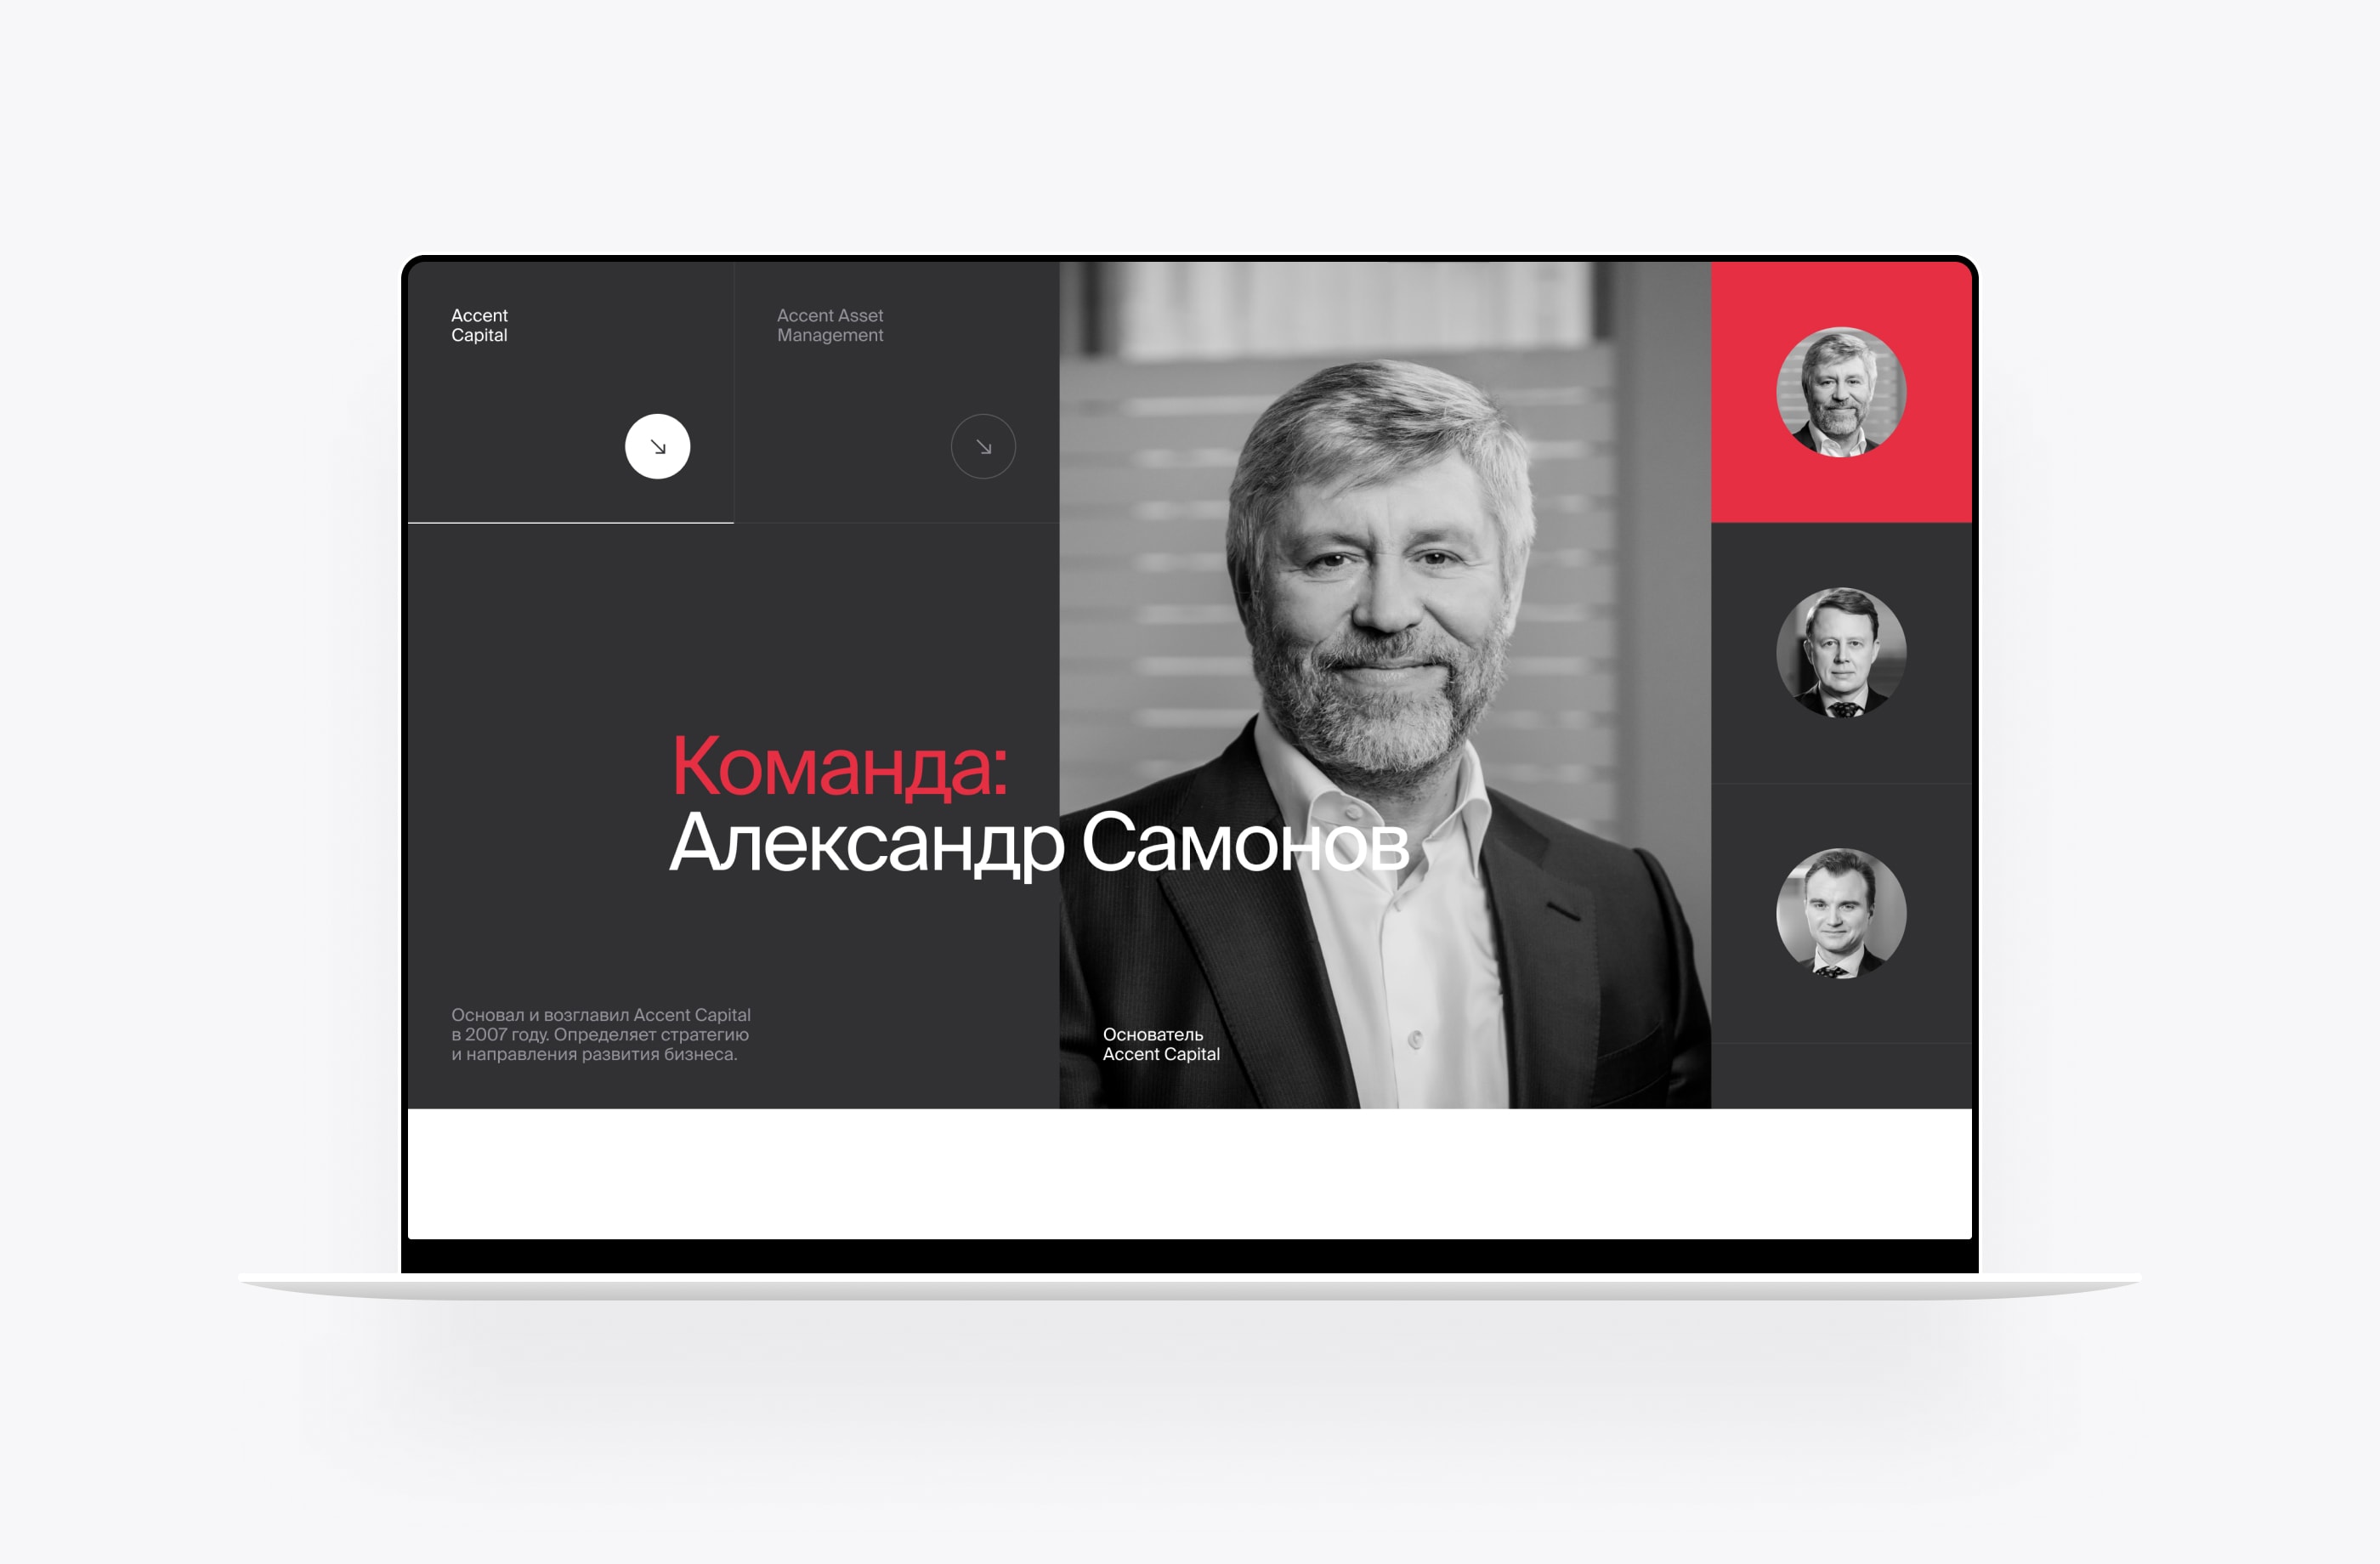 Accent
Capital
Accent Asset
Management
Команда:
Александр Самонов
Основал и возглавил Accent Capital
в 2007 году. Определяет стратегию
и направления развития бизнеса.
Основатель
Accent Capital